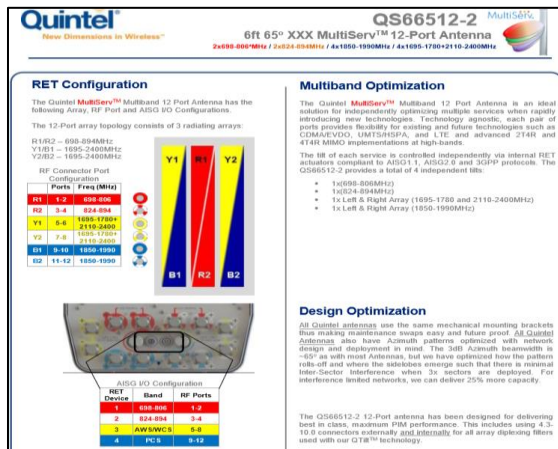 Quintel
New Dimensions in Wireless™
QS66512-2
MultiServ
6ft 65° XXX MultiServ™ 12-Port Antenna
2x698-806*MHz / 2x824-894MHz / 4x1850-1990MHz / 4x1695-1780+2110-2400MHz
RET Configuration
The Quintel MultiServ™ Multiband 12 Port Antenna has the
following Array, RF Port and AISG I/O Configurations.
The 12-Port array topology consists of 3 radiating arrays:
R1/R2 – 698-894MHz
Y1/B1 – 1695-2400MHz
Y2/B2 – 1695-2400MHz
RF Connector Port
Configuration
Ports Freq (MHz)
R1 1-2 698-806
R2 3-4 824-894
Y1 5-6 1695-1780+
2110-2400
Y2 7-8 1695-1780+
2110-2400
B1 9-10 1850-1990
B2 11-12 1850-1990
Y1 R1 Y2
B1 R2 B2
AISG I/O Configuration
RET
Device Band RF Ports
1 698-806 1-2
2 824-894 3-4
3 AWS/WCS 5-8
4 PCS 9-12
Multiband Optimization
The Quintel MultiServ™ Multiband 12 Port Antenna is an ideal
solution for independently optimizing multiple services when rapidly
introducing new technologies. Technology agnostic, each pair of
ports provides flexibility for existing and future technologies such as
CDMA/EVDO, UMTS/HSPA, and LTE and advanced 2T4R and
4T4R MIMO implementations at high-bands.
The tilt of each service is controlled independently via internal RET
actuators compliant to AISG1.1, AISG2.0 and 3GPP protocols. The
QS66512-2 provides a total of 4 independent tilts:
• 1x(698-806MHz)
• 1x(824-894MHz)
• 1x Left & Right Array (1695-1780 and 2110-2400MHz)
• 1x Left & Right Array (1850-1990MHz)
Design Optimization
All Quintel antennas use the same mechanical mounting brackets
thus making maintenance swaps easy and future proof. All Quintel
Antennas also have Azimuth patterns optimized with network
design and deployment in mind. The 3dB Azimuth beamwidth is
~65° as with most Antennas, but we have optimized how the pattern
rolls-off and where the sidelobes emerge such that there is minimal
Inter-Sector Interference when 3x sectors are deployed. For
interference limited networks, we can deliver 25% more capacity.
The QS66512-2 12-Port antenna has been designed for delivering
best in class, maximum PIM performance. This includes using 4.3-
10.0 connectors externally and internally for all array diplexing filters
used with our QTilt™ technology.